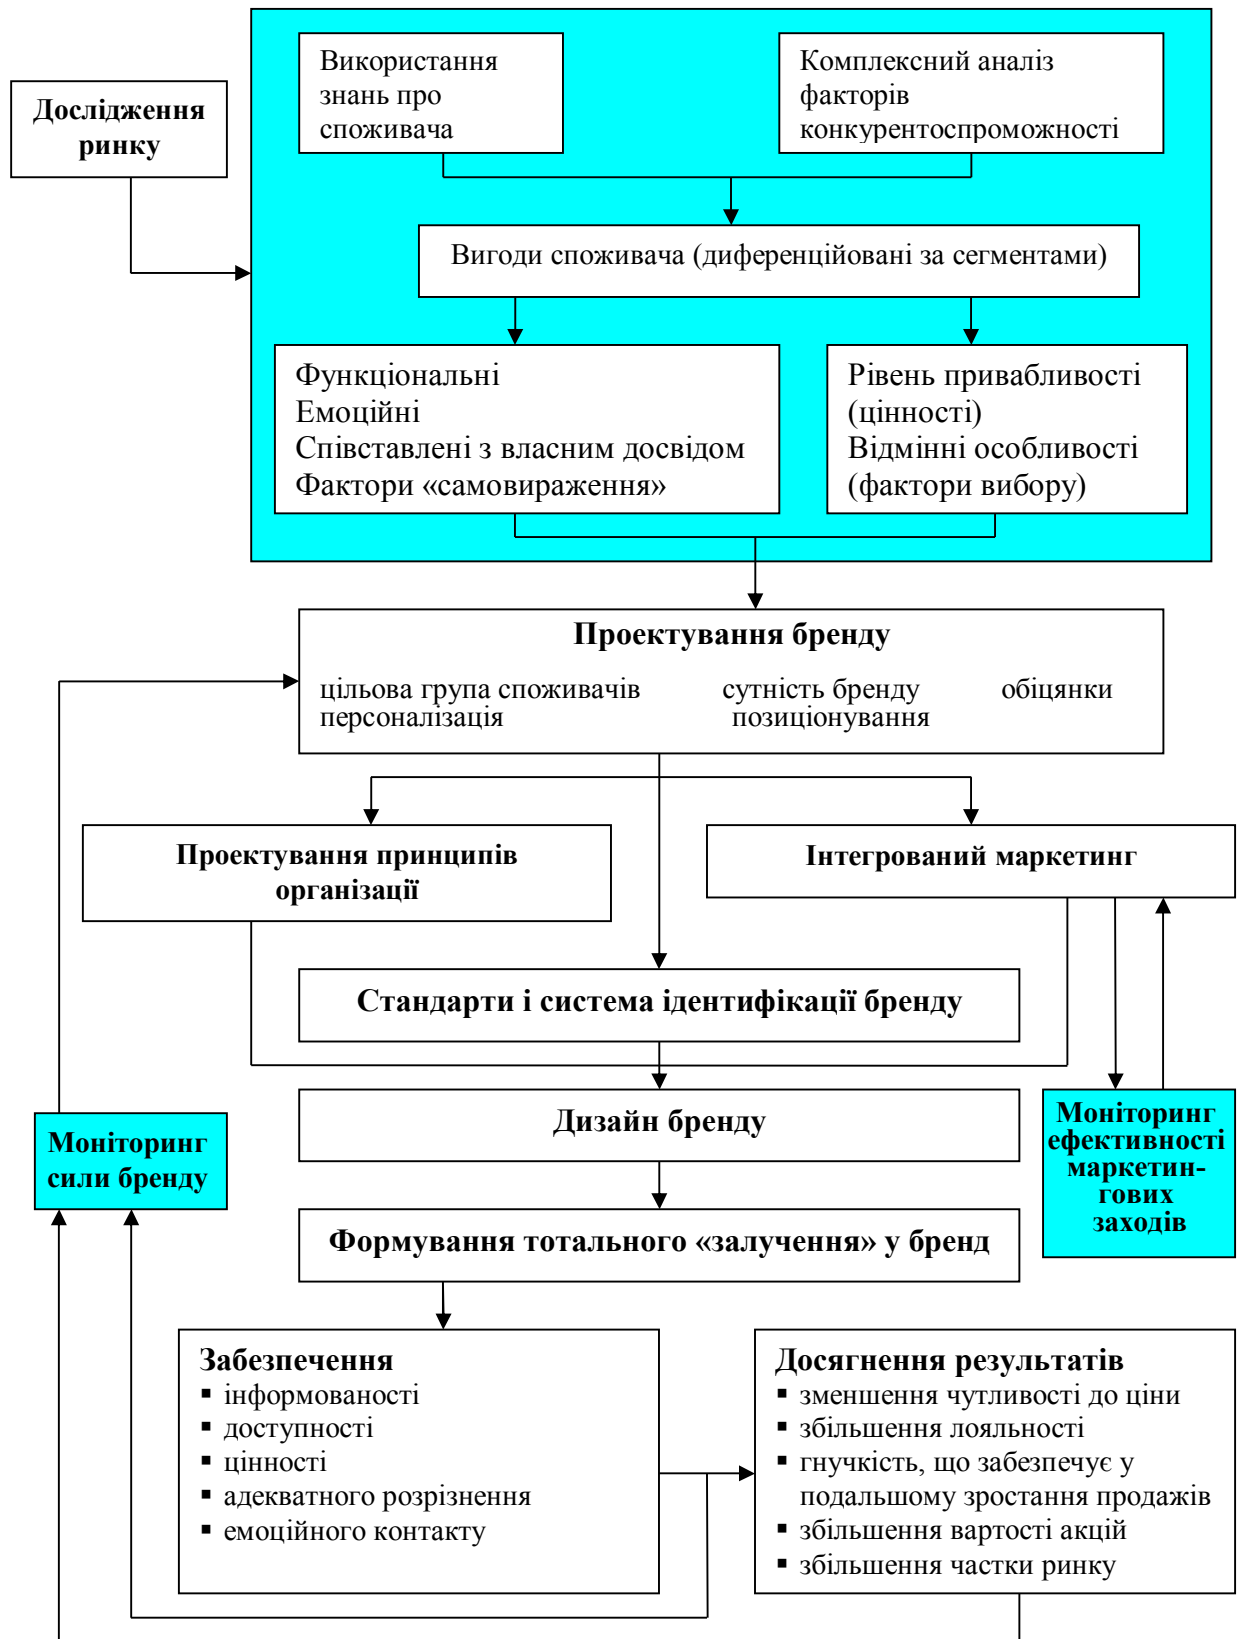 Дослідження
ринку
Використання
знань про
споживача
Комплексний аналіз
факторів
конкурентоспроможності
Вигоди споживача (диференційовані за сегментами)
Функціональні
Емоційні
Співставлені з власним досвідом
Фактори «самовираження»
Рівень привабливості
(цінності)
Відмінні особливості
(фактори вибору)
Проектування бренду
цільова група споживачів сутність бренду обіцянки
персоналізація позиціонування
Проектування принципів
організації
Інтегрований маркетинг
Стандарти і система ідентифікації бренду
Дизайн бренду
Моніторинг
сили бренду
Моніторинг
ефективності
маркетин-
гових
заходів
Формування тотального «залучення» у бренд
Забезпечення
▪ інформованості
▪ доступності
▪ цінності
▪ адекватного розрізнення
▪ емоційного контакту
Досягнення результатів
▪ зменшення чутливості до ціни
▪ збільшення лояльності
▪ гнучкість, що забезпечує у
подальшому зростання продажів
▪ збільшення вартості акцій
▪ збільшення частки ринку